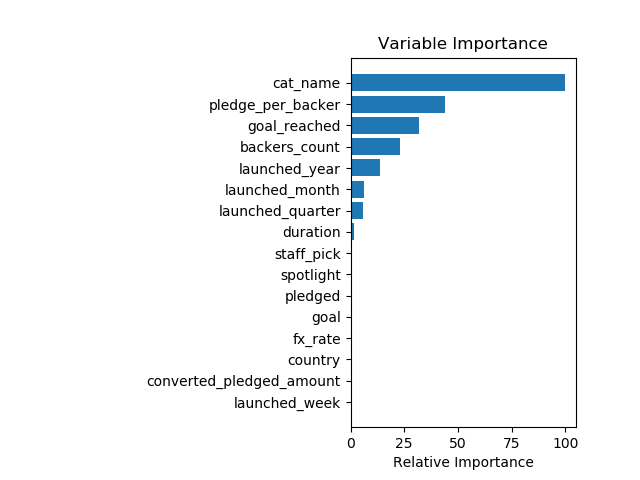 Variable Importance
cat_name
pledge_per_backer
goal_reached
backers_count
launched_year
launched_month
launched_quarter
duration
staff_pick
spotlight
pledged
goal
fx_rate
country
converted_pledged_amount
launched_week
0 25 50 75 100
Relative Importance